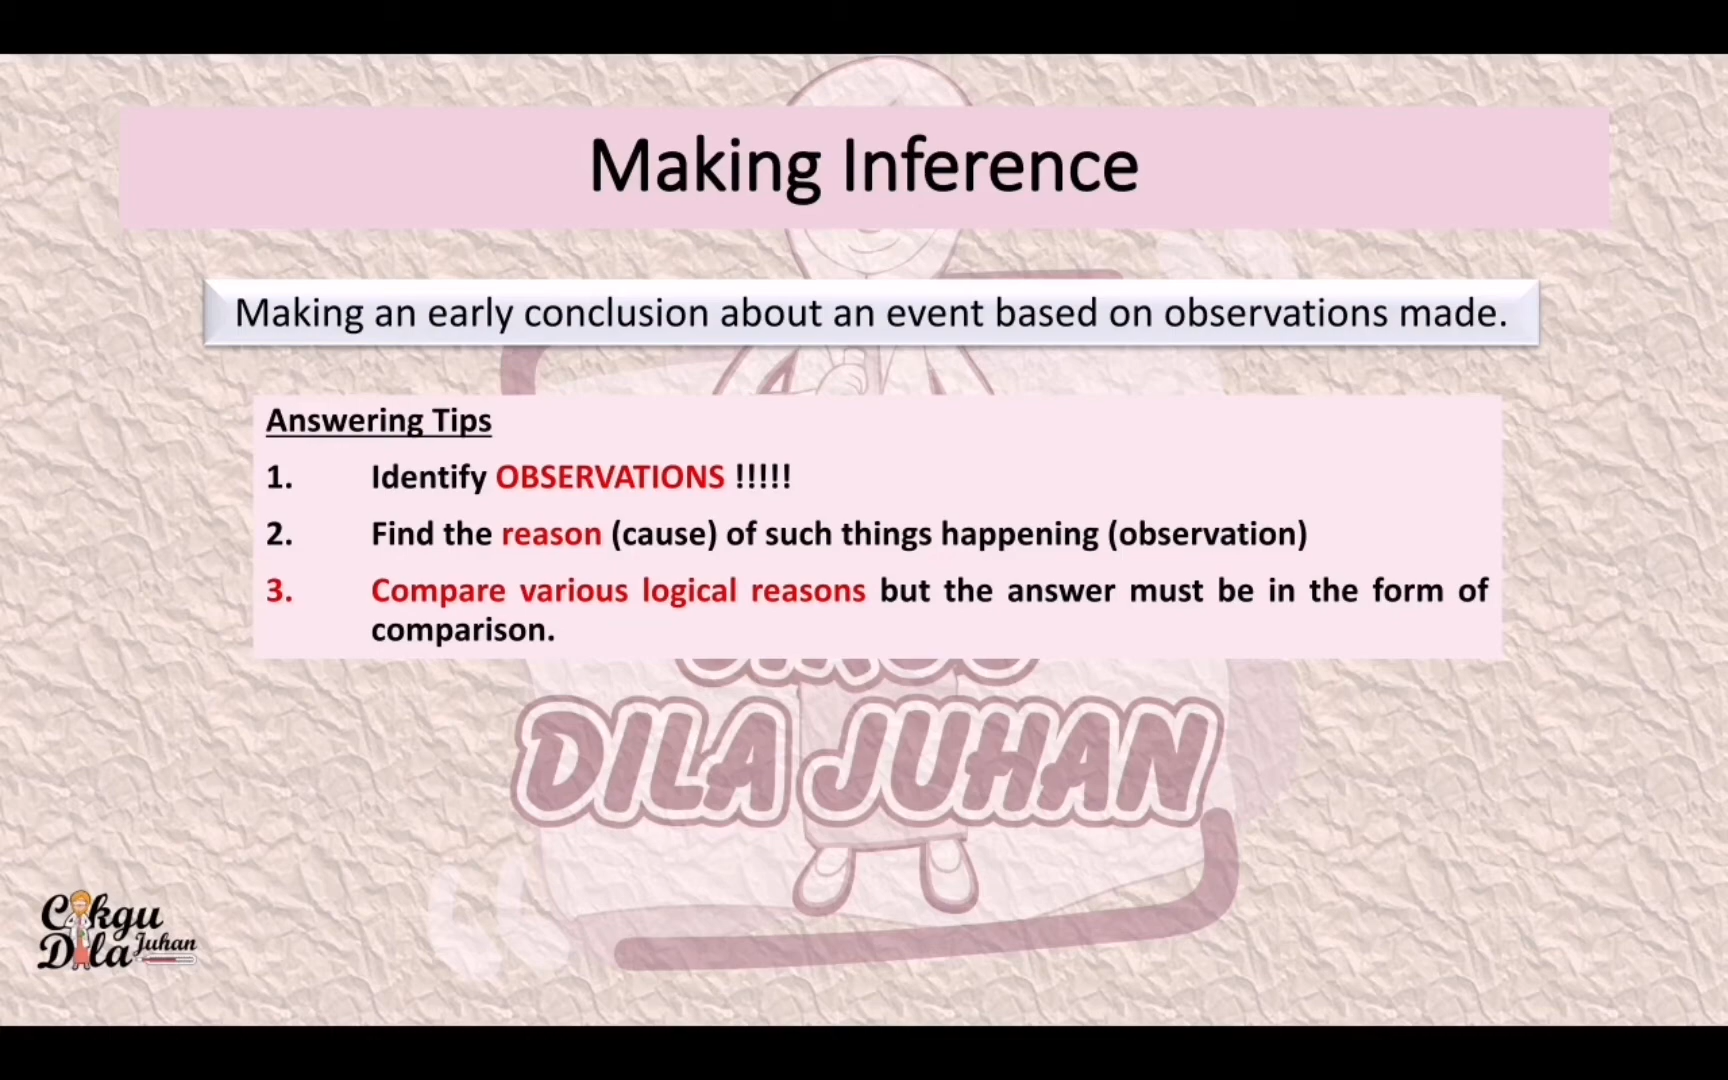 Making Inference
Making an early conclusion about an event based on observations made.
Answering Tips
1. Identify OBSERVATIONS !!!!!
2. Find the reason (cause) of such things happening (observation)
3. Compare various logical reasons but the answer must be in the form of
comparison.
DILA JUHAN
Cikgu
Dila Juhan